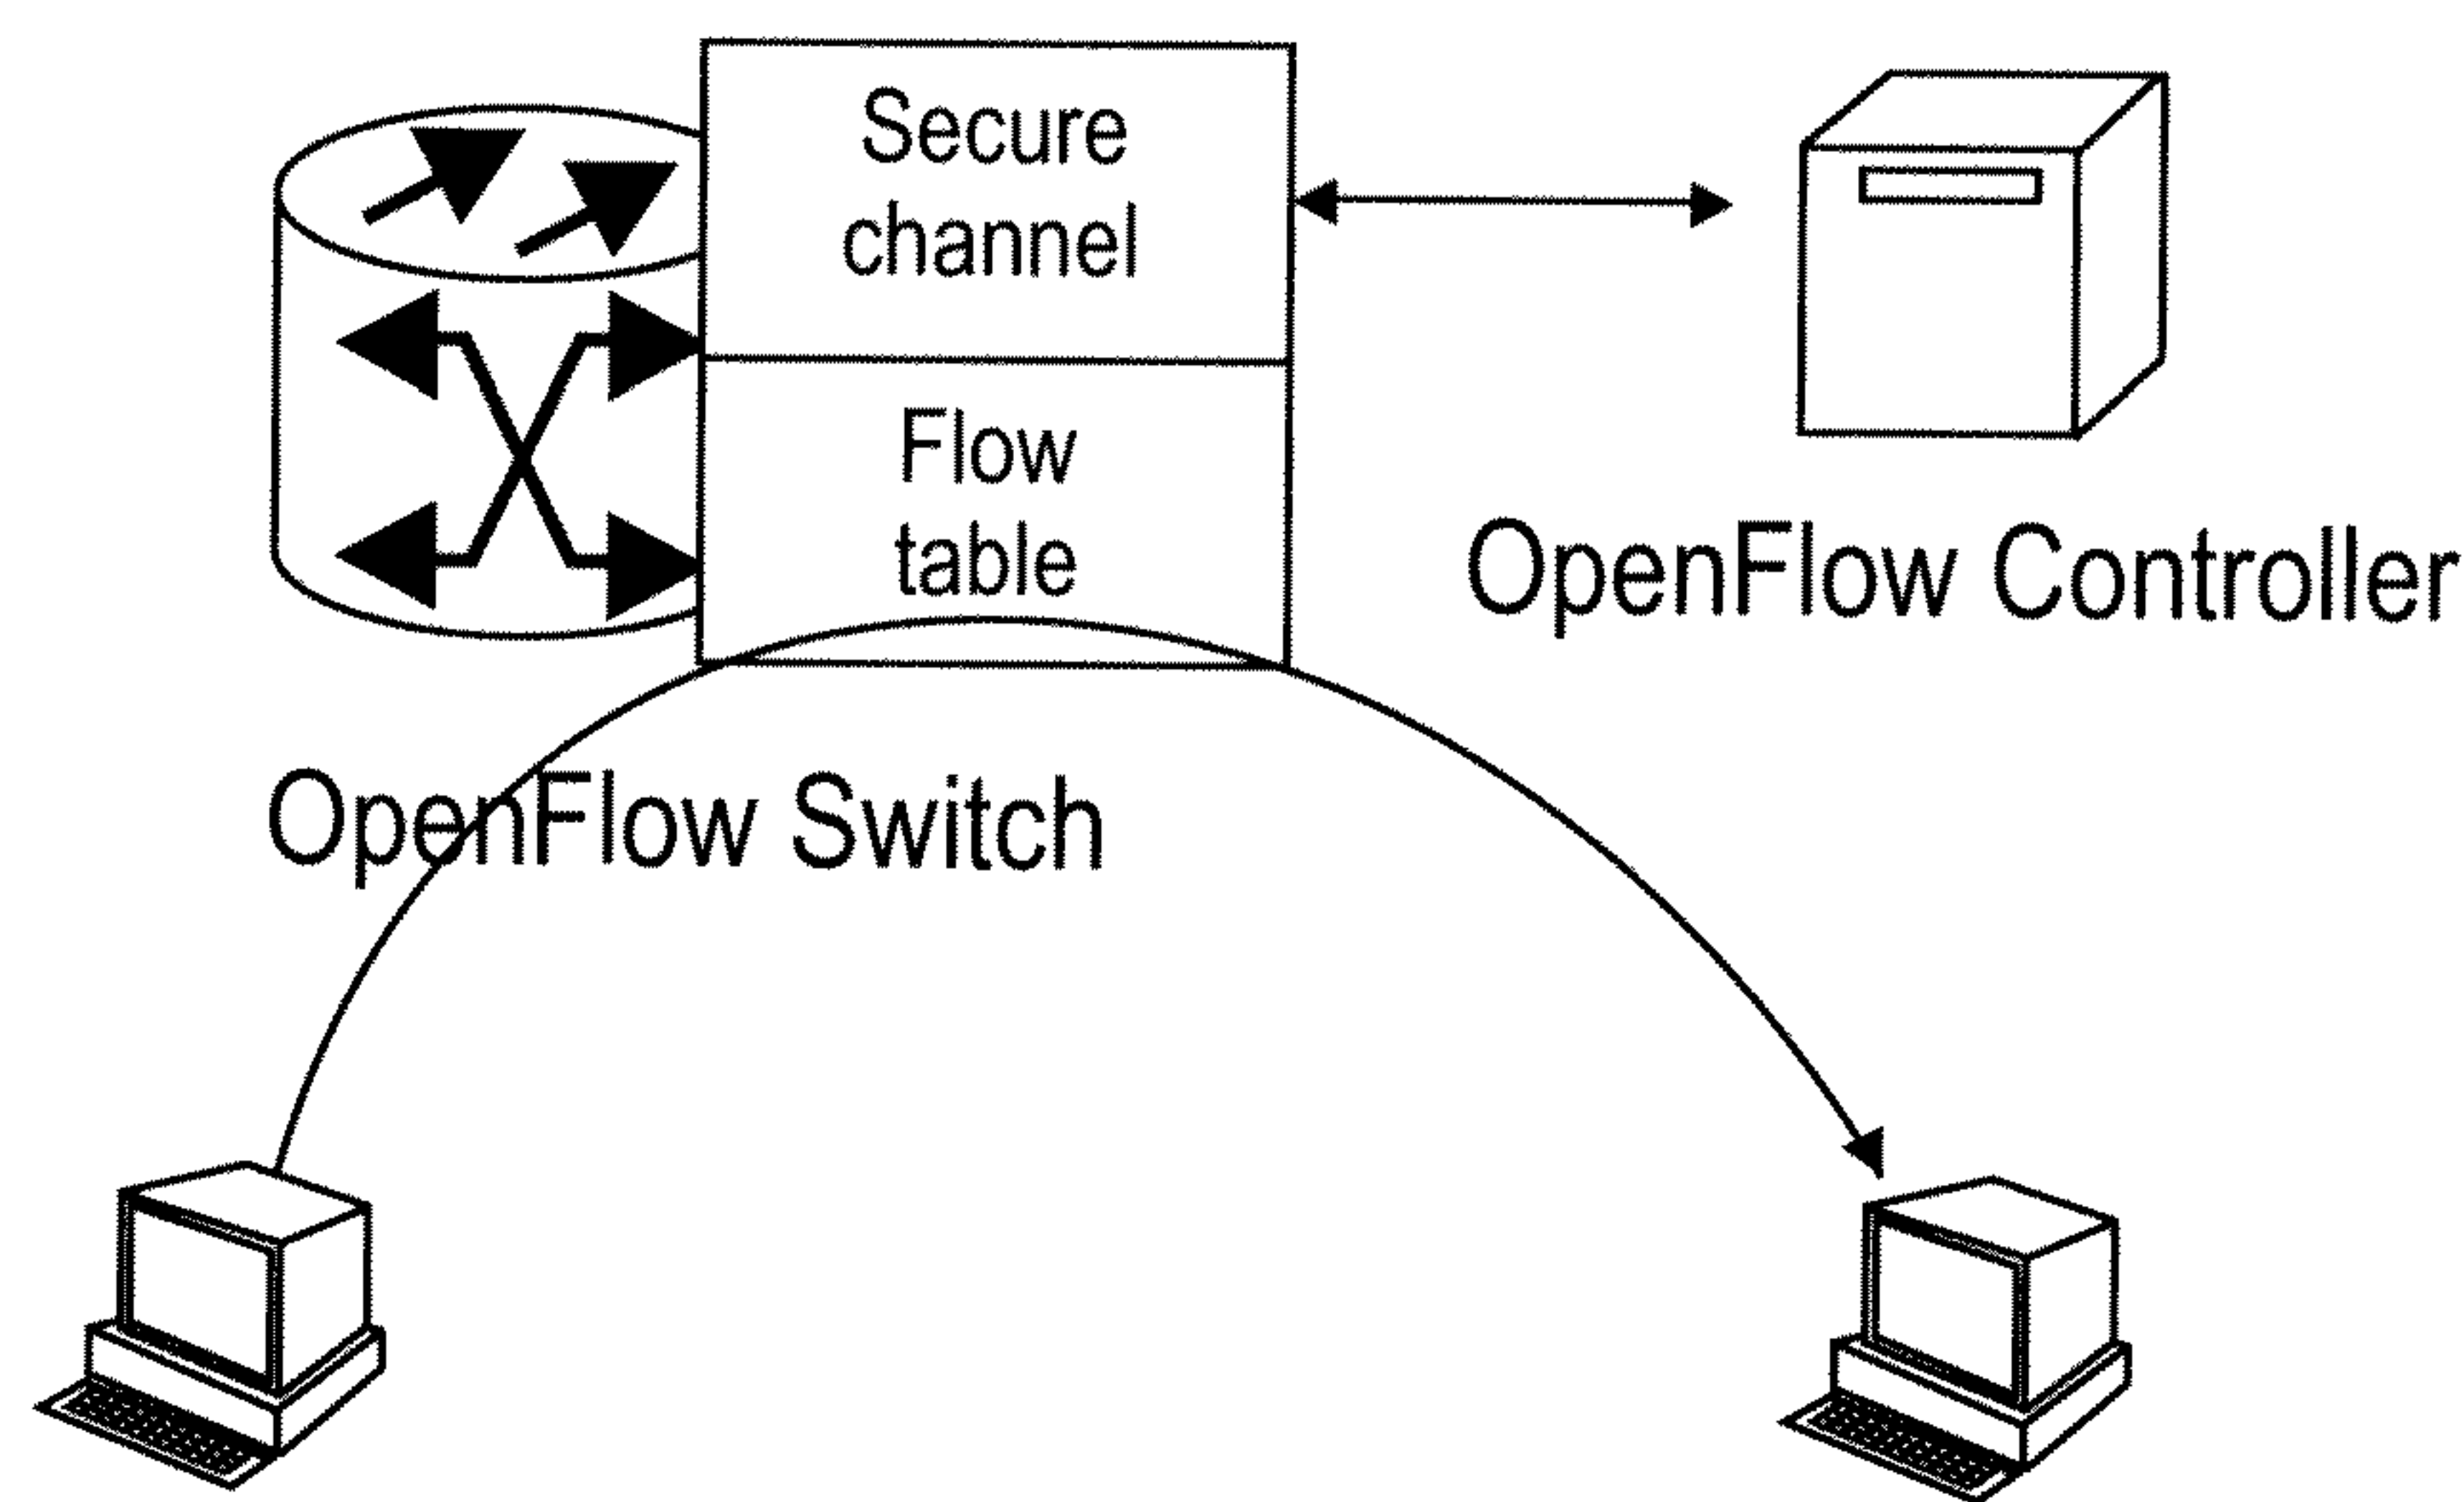 Secure
channel
Flow
table
OpenFlow Controller
OpenFlow Switch